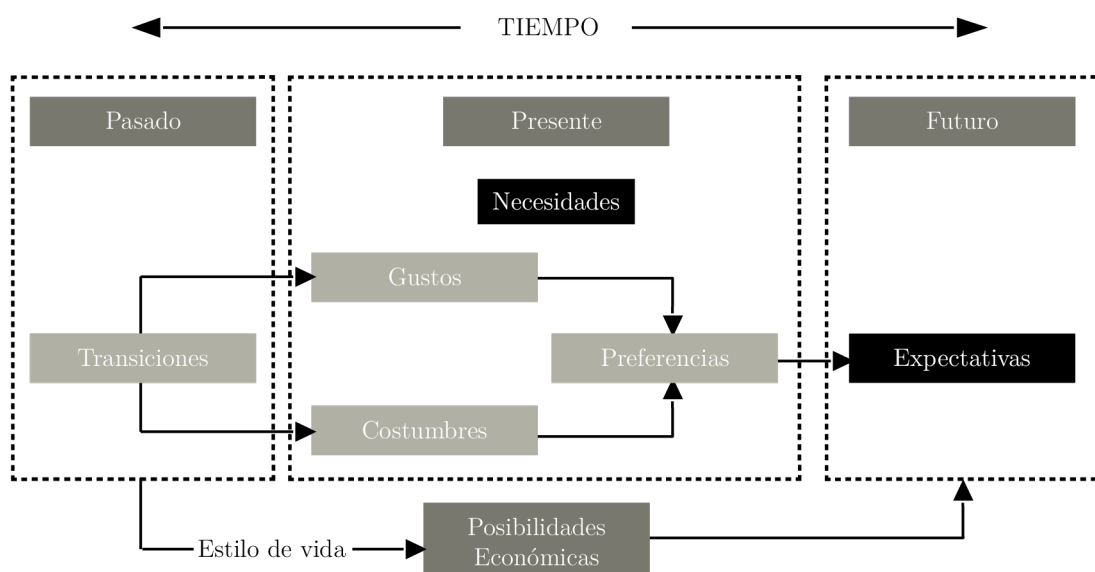 TIEMPO
Pasado
Presente
Futuro
Necesidades
Gustos
Transiciones
Preferencias
Expectativas
Costumbres
Estilo de vida
Posibilidades
Económicas